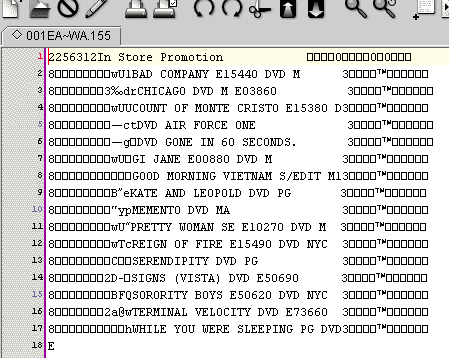 001EA~WA.155
1 2256312In Store Promotion □□□□□□□□□□□□□□
2 8□□□□□□□□wU1BAD COMPANY E15440 DVD M 3□□□□™□□□□□□
3 8□□□□□□□□3‰drCHICAGO DVD M E03860 3□□□□™□□□□□□
4 8□□□□□□□□wUUCOUNT OF MONTE CRISTO E15380 D3□□□□™□□□□□□
5 8□□□□□□□□—ctDVD AIR FORCE ONE 3□□□□™□□□□□□
6 8□□□□□□□□—g□DVD GONE IN 60 SECONDS. 3□□□□™□□□□□□
7 8□□□□□□□□wU□GI JANE E00880 DVD M 3□□□□™□□□□□□
8 8□□□□□□□□□□□GOOD MORNING VIETNAM S/EDIT M13□□□□™□□□□□□
9 8□□□□□□□□B″eKATE AND LEOPOLD DVD PG 3□□□□™□□□□□□
10 8□□□□□□□□"ypMEMENTO DVD MA 3□□□□™□□□□□□
11 8□□□□□□□□wU"PRETTY WOMAN SE E10270 DVD M 3□□□□™□□□□□□
12 8□□□□□□□□wTcREIGN OF FIRE E15490 DVD NYC 3□□□□™□□□□□□
13 8□□□□□□□□C□□SERENDIPITY DVD PG 3□□□□™□□□□□□
14 8□□□□□□□□2D-□SIGNS (VISTA) DVD E50690 3□□□□™□□□□□□
15 8□□□□□□□□BFQSORORITY BOYS E50620 DVD NYC 3□□□□™□□□□□□
16 8□□□□□□□□2a@wTERMINAL VELOCITY DVD E73660 3□□□□™□□□□□□
17 8□□□□□□□□□□hWHILE YOU WERE SLEEPING PG DVD3□□□□™□□□□□□
18 E